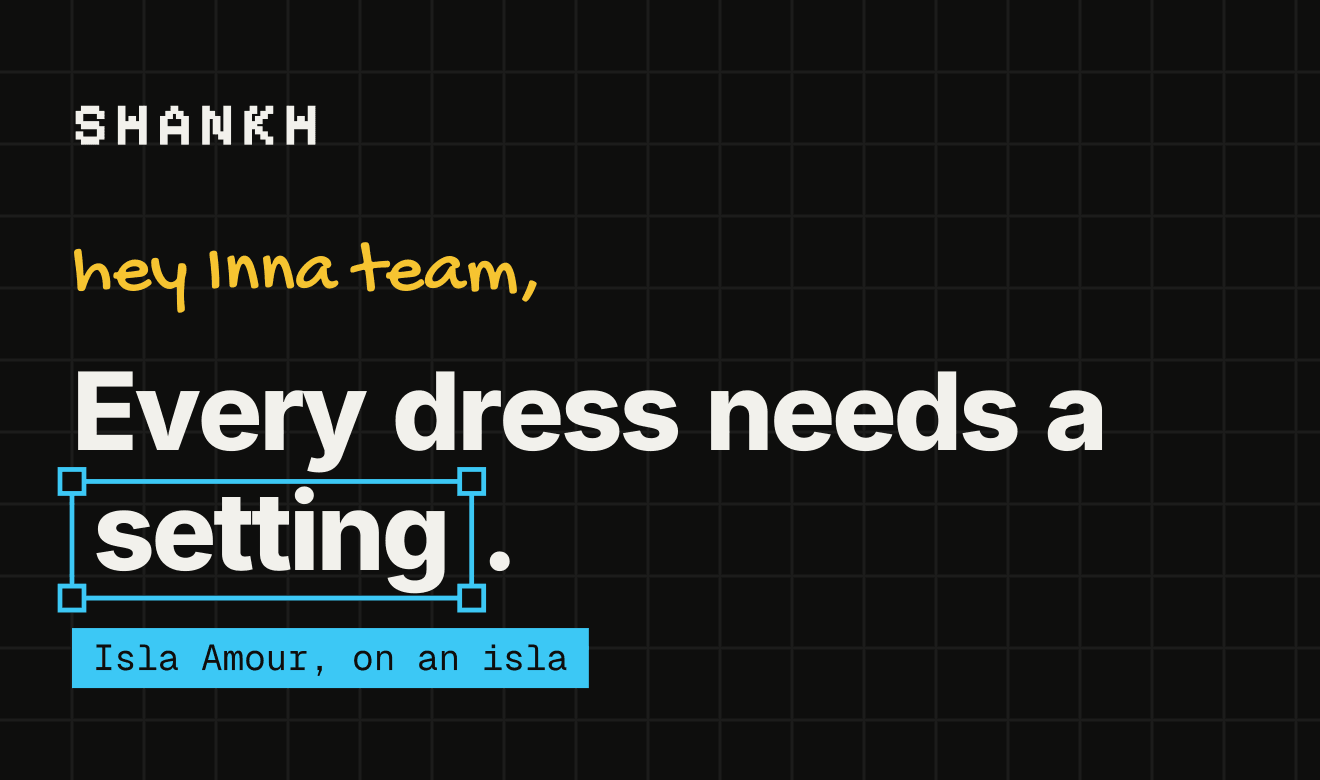 SHANKH
hey Inna team,
Every dress needs a
setting.
Isla Amour, on an isla